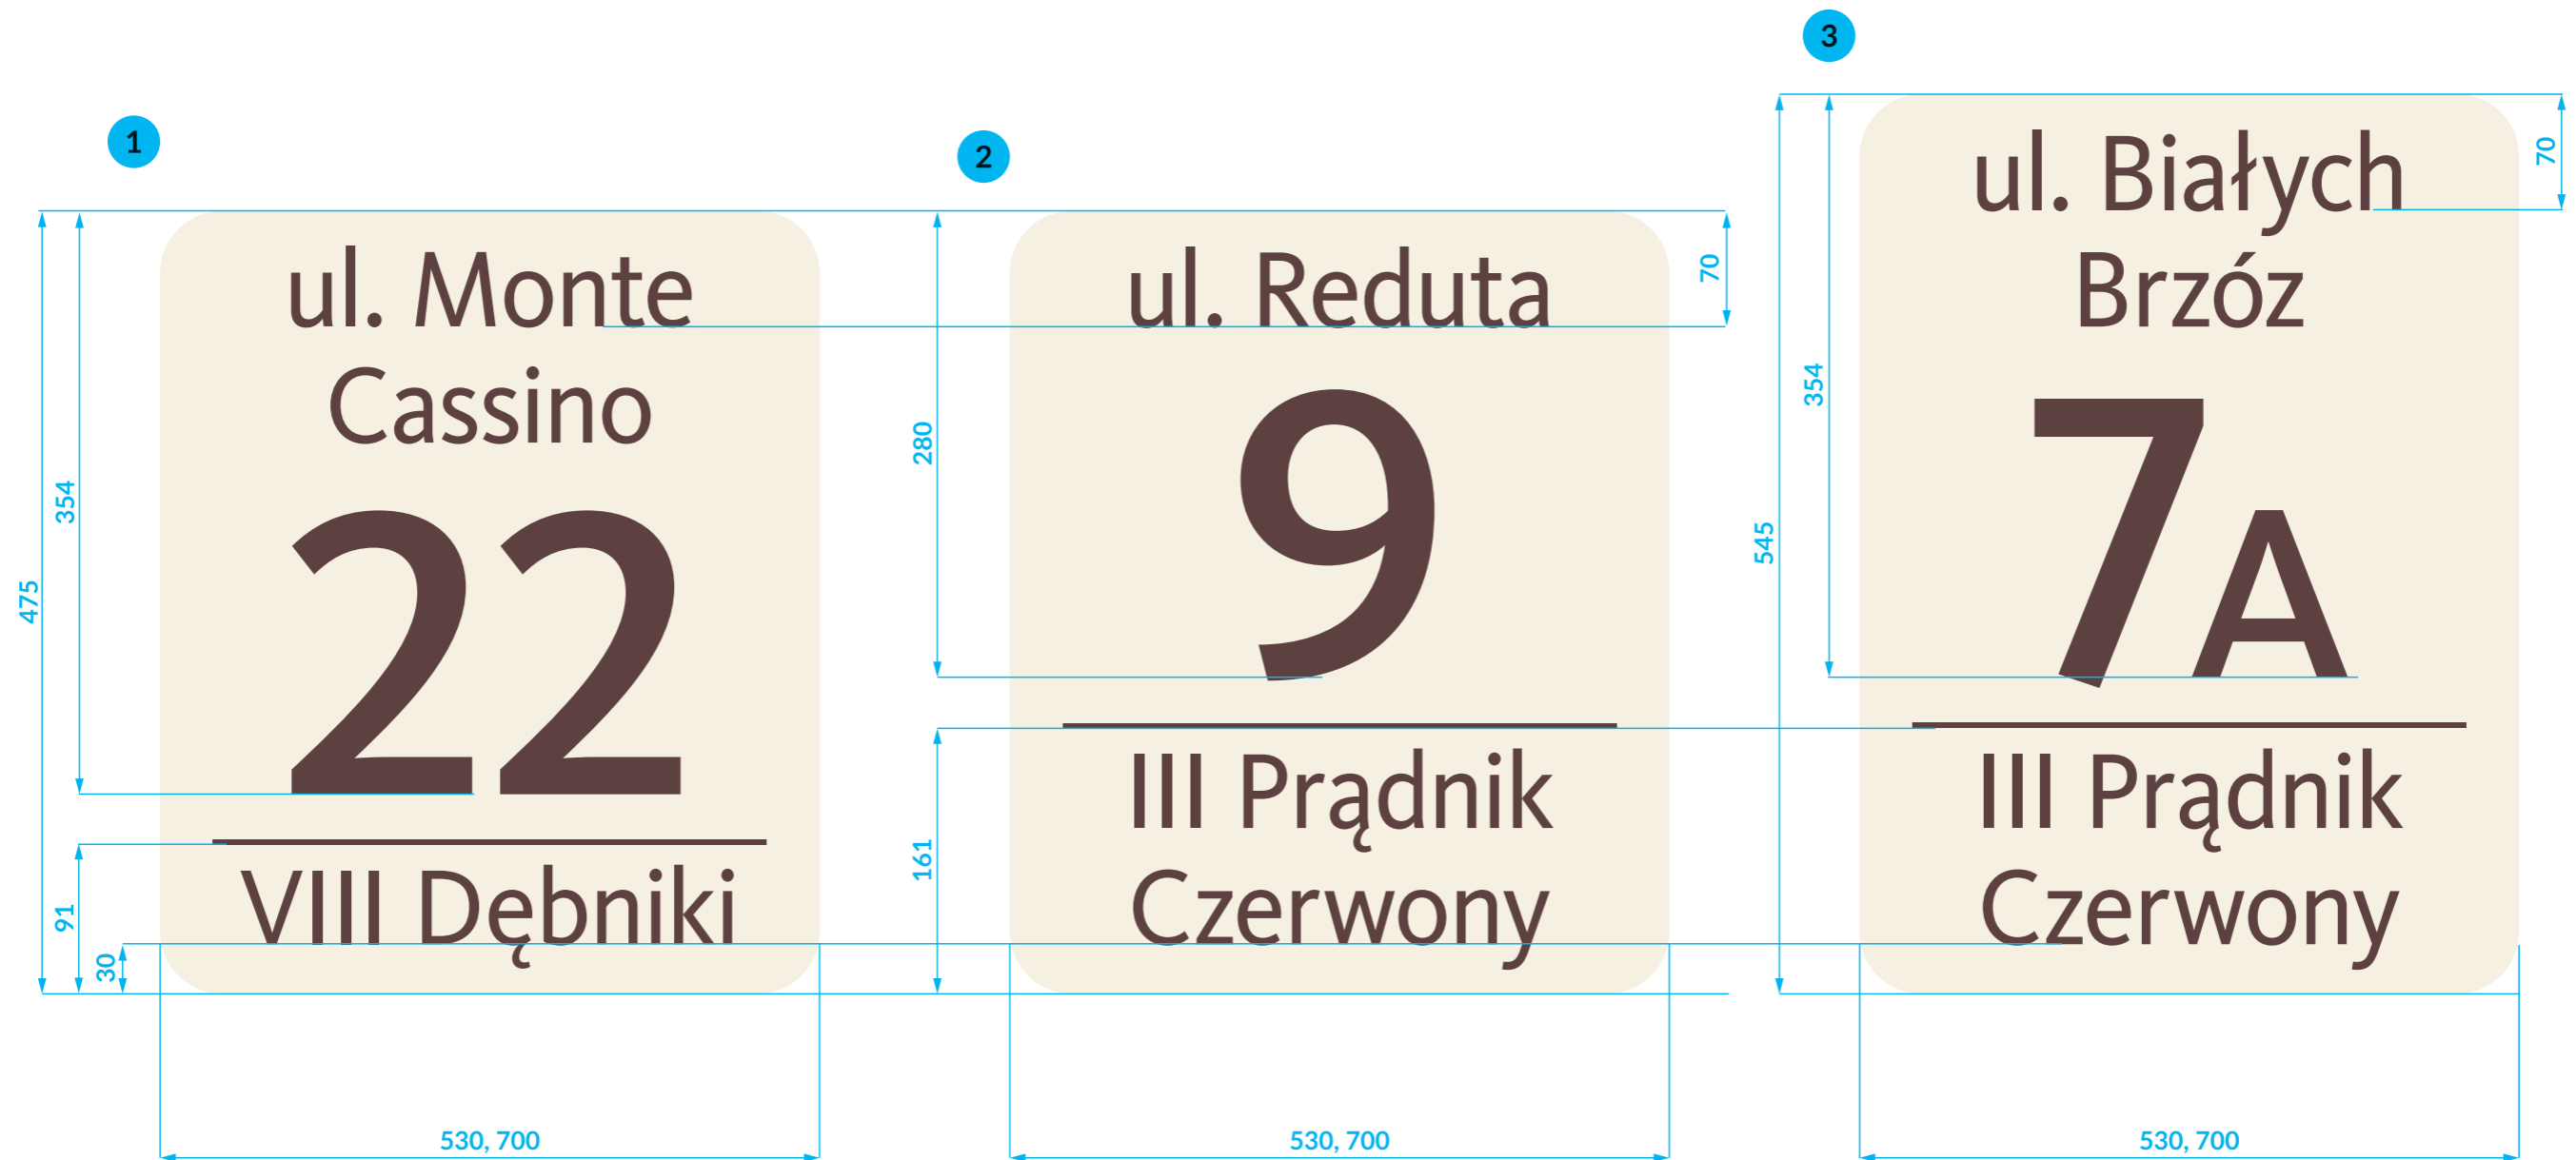 1
ul. Monte
Cassino
22
VIII Dębniki
475
354
91
30
530, 700
2
ul. Reduta
9
III Prądnik
Czerwony
280
161
70
530, 700
3
ul. Białych
Brzóz
7A
III Prądnik
Czerwony
545
354
70
530, 700